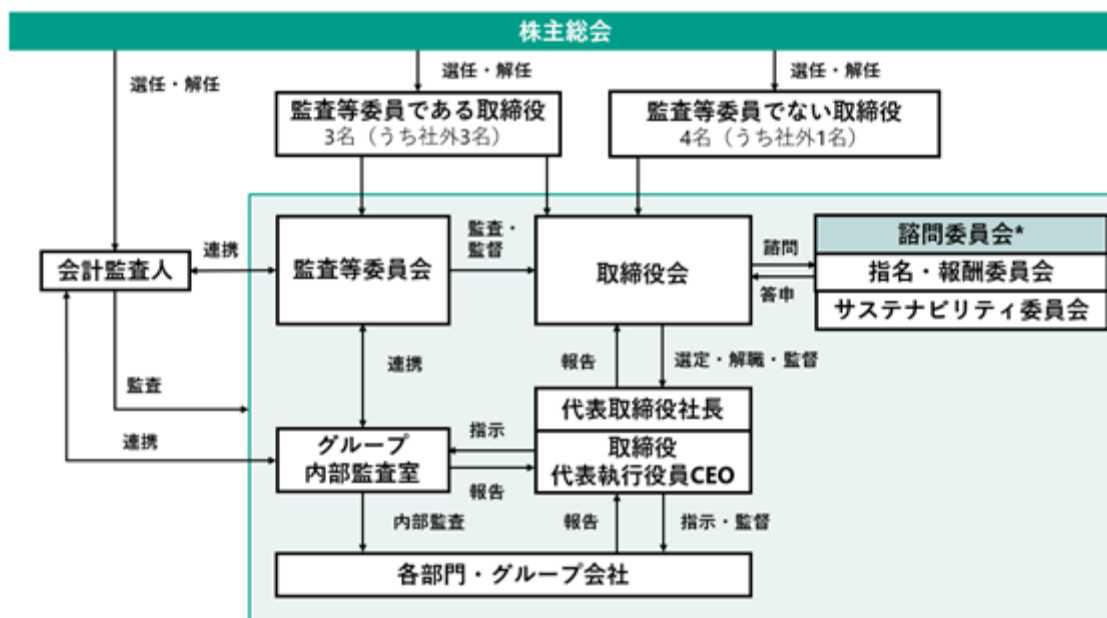 株主総会
選任・解任
選任・解任
選任・解任
監査等委員である取締役
3名（うち社外3名）
監査等委員でない取締役
4名（うち社外1名）
会計監査人
連携
監査等委員会
監査・
監督
取締役会
諮問
答申
諮問委員会*
指名・報酬委員会
サステナビリティ委員会
連携
報告
選定・解職・監督
監査
連携
グループ
内部監査室
指示
報告
代表取締役社長
取締役
代表執行役員CEO
内部監査
報告
指示・監督
各部門・グループ会社